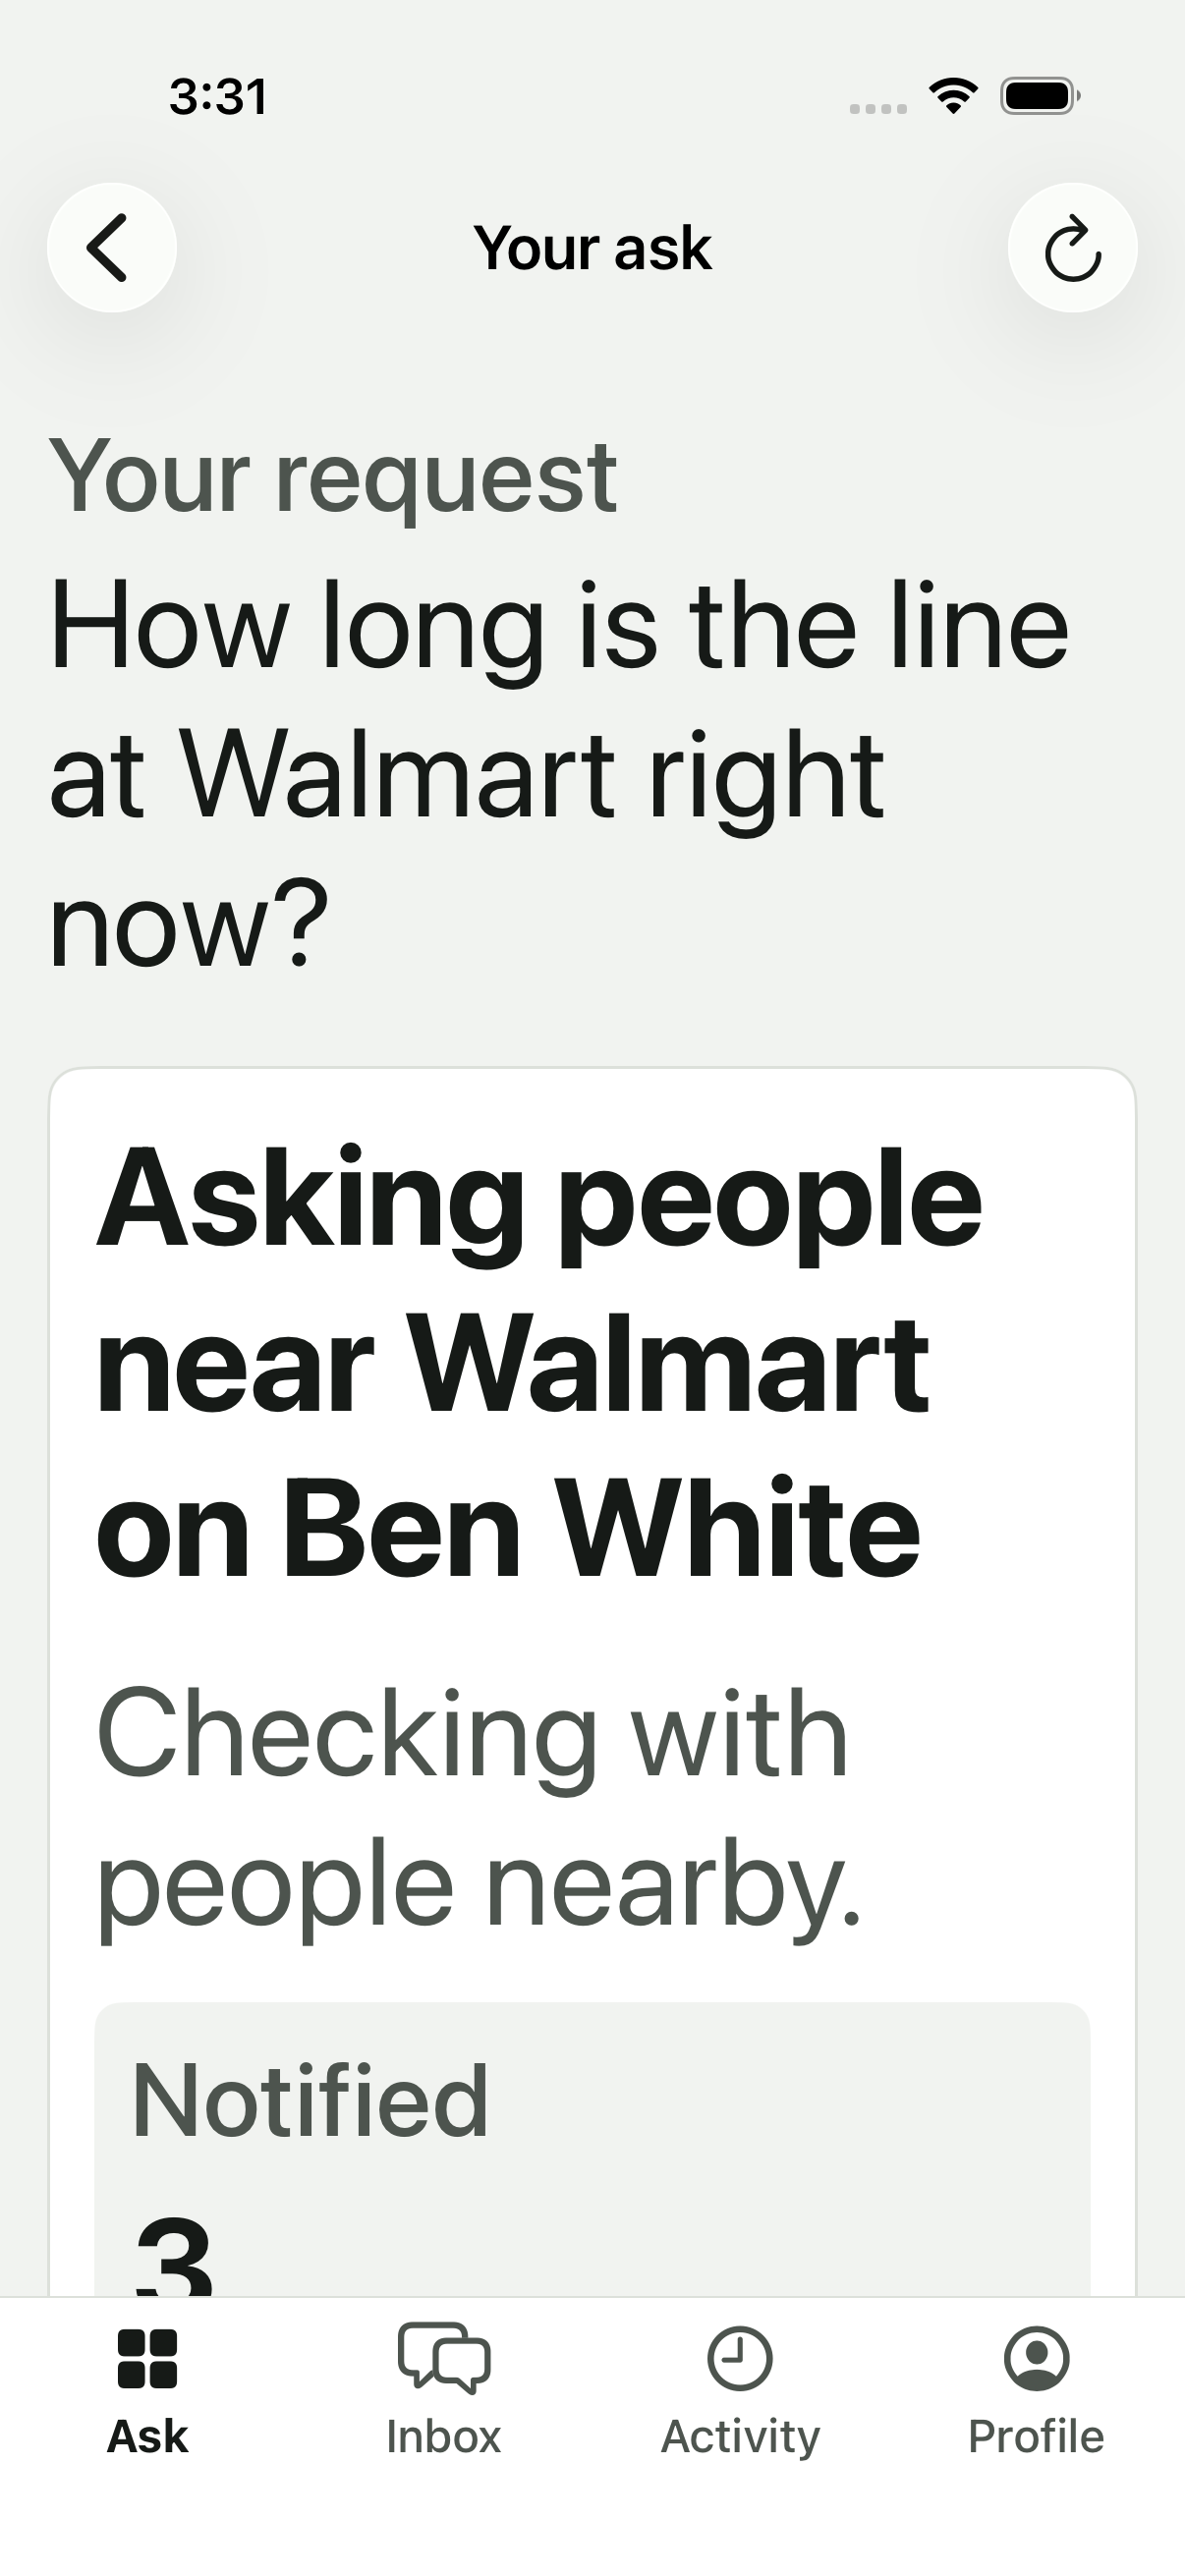 3:31
Your ask
Your request
How long is the line
at Walmart right
now?
Asking people
near Walmart
on Ben White
Checking with
people nearby.
Notified
3
Ask
Inbox
Activity
Profile